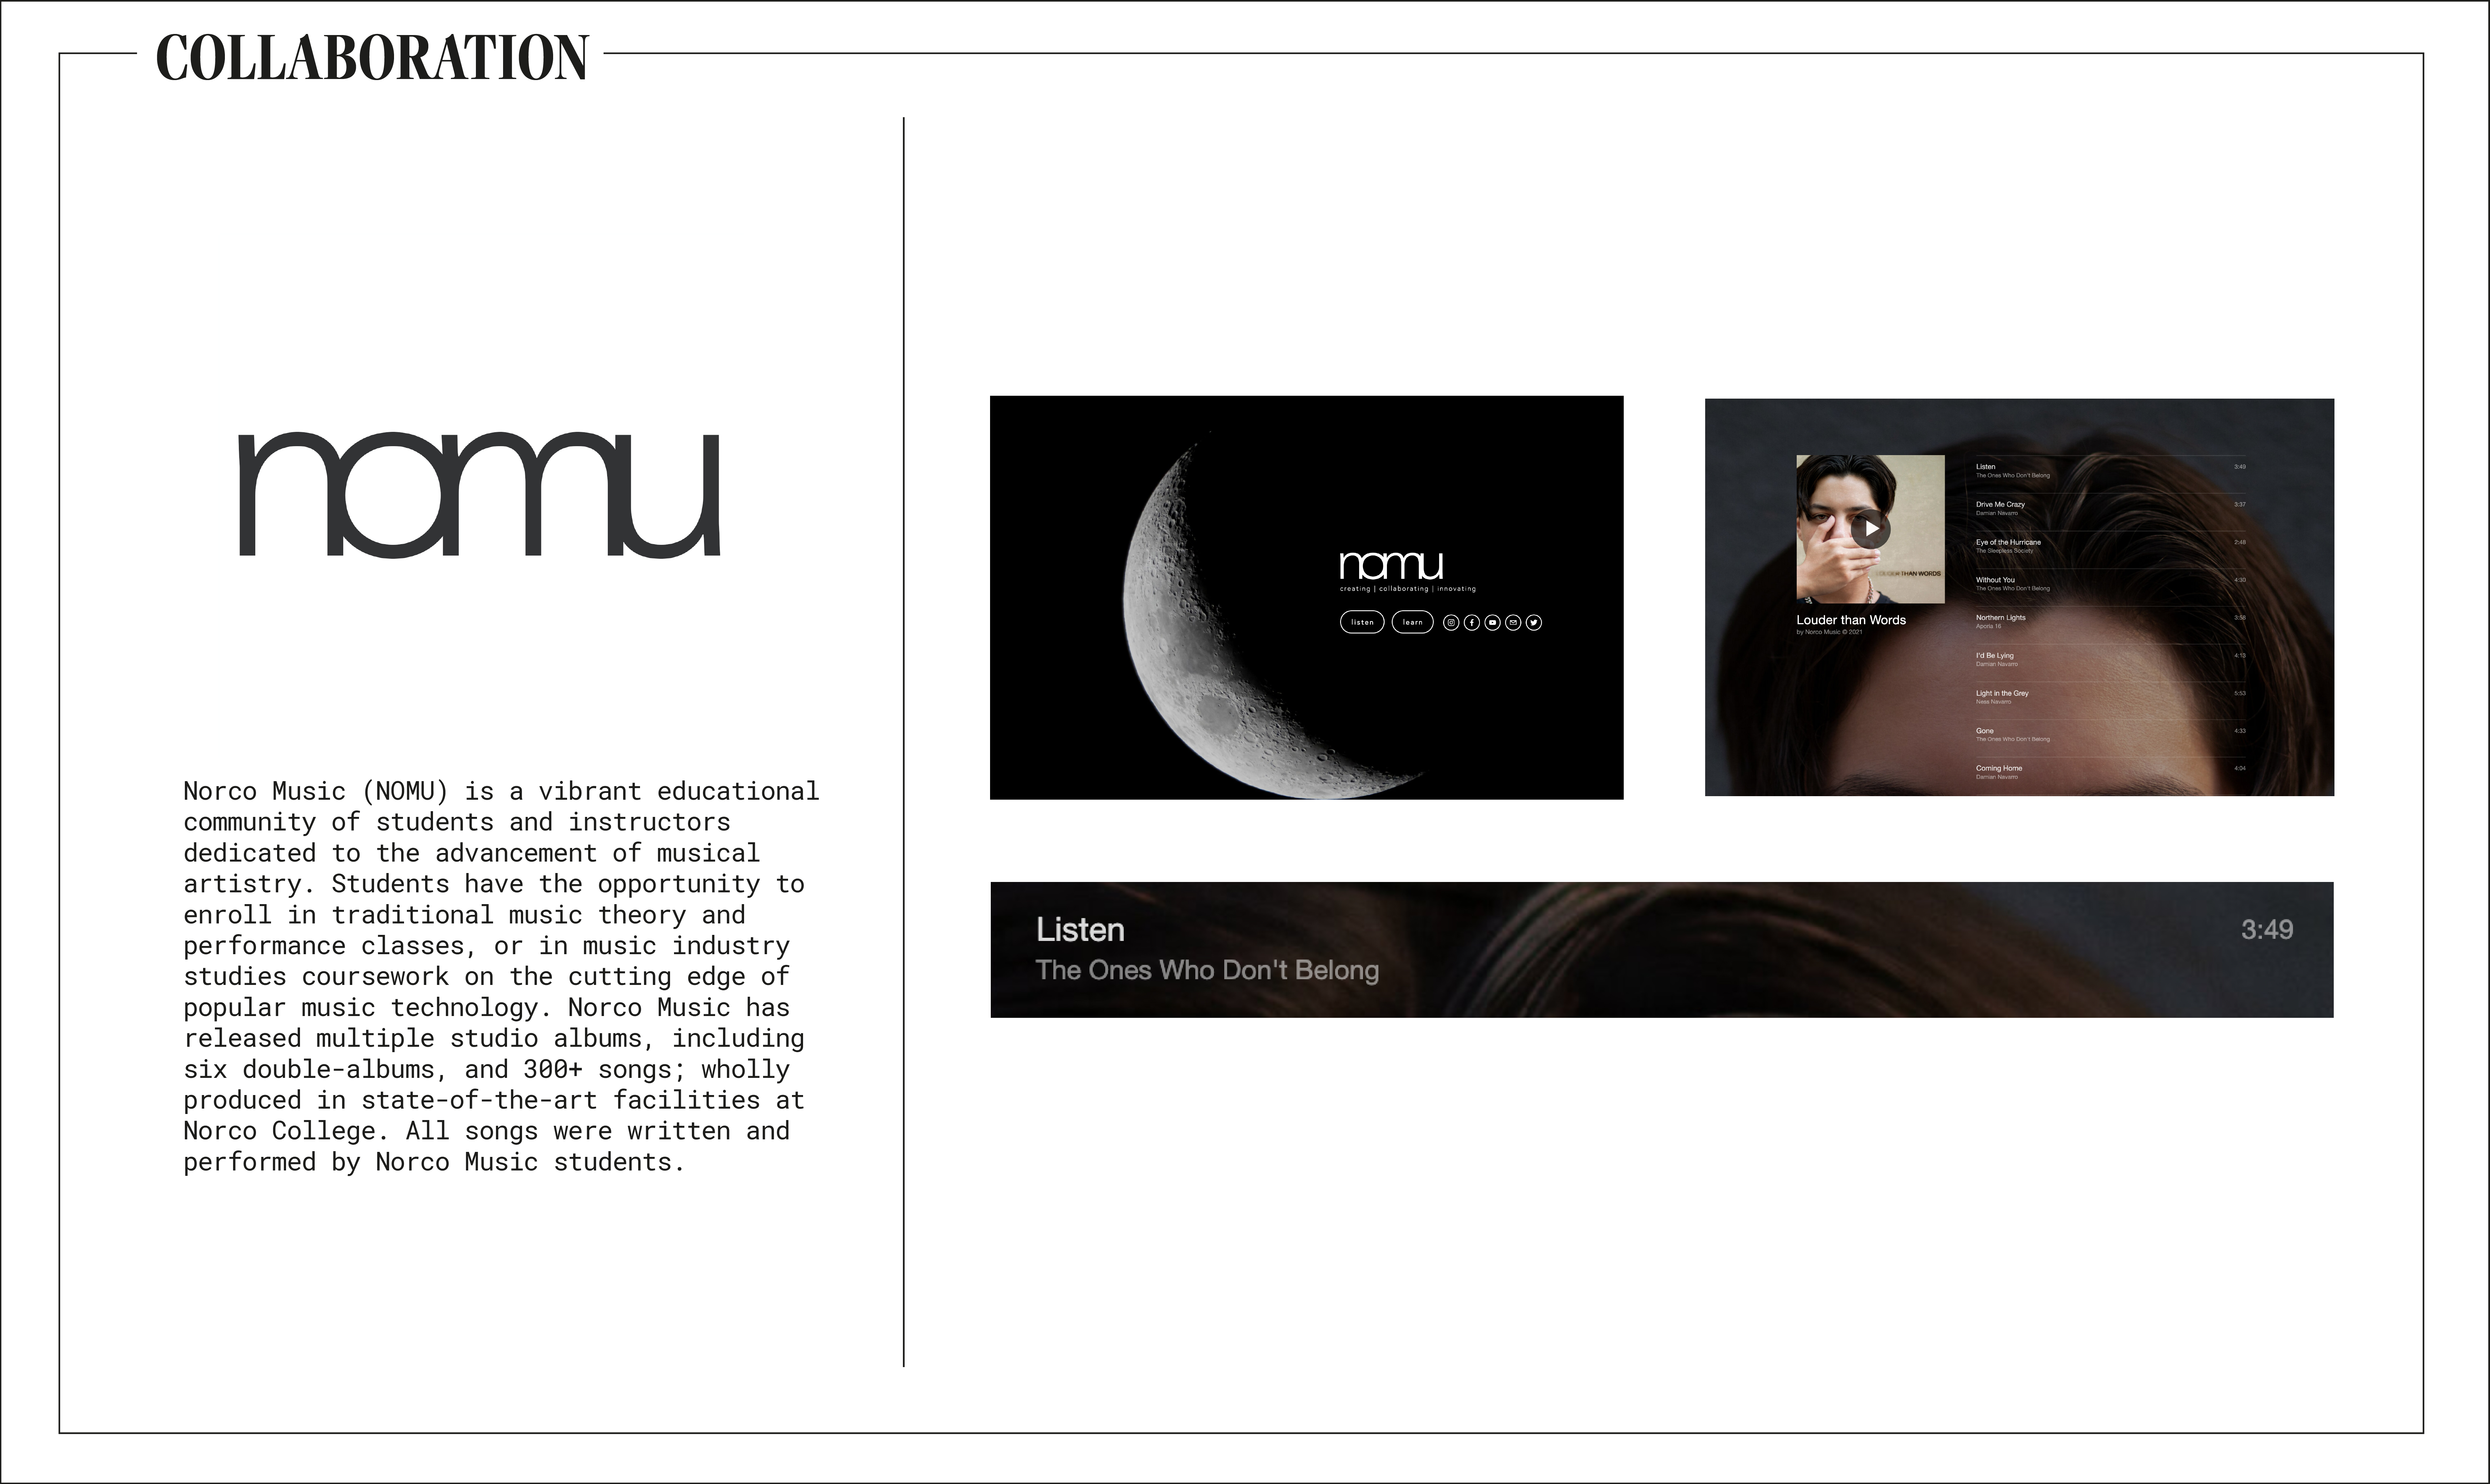 COLLABORATION
nomu
Norco Music (NOMU) is a vibrant educational
community of students and instructors
dedicated to the advancement of musical
artistry. Students have the opportunity to
enroll in traditional music theory and
performance classes, or in music industry
studies coursework on the cutting edge of
popular music technology. Norco Music has
released multiple studio albums, including
six double-albums, and 300+ songs; wholly
produced in state-of-the-art facilities at
Norco College. All songs were written and
performed by Norco Music students.
nomu
creating | collaborating | innovating
listen learn
LOUDER THAN WORDS
Louder than Words
by Norco Music © 2021
Listen 3:49
The Ones Who Don't Belong
Drive Me Crazy 3:37
Damian Navarro
Eye of the Hurricane 2:48
The Sleepless Society
Without You 4:30
The Ones Who Don't Belong
Northern Lights 3:58
Aporia 16
I'd Be Lying 4:13
Damian Navarro
Light in the Grey 5:53
Ness Navarro
Gone 4:33
The Ones Who Don't Belong
Coming Home 4:04
Damian Navarro
Listen 3:49
The Ones Who Don't Belong